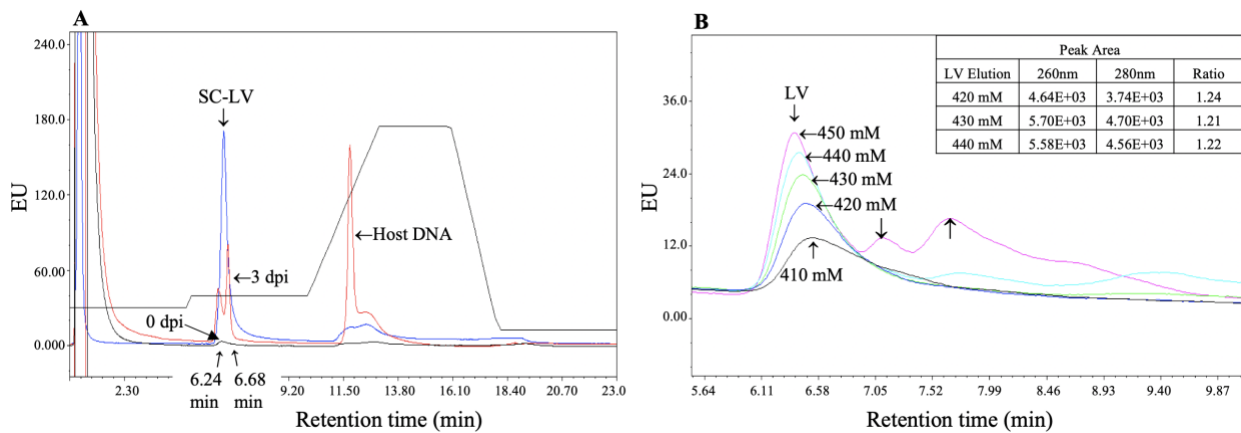 A
EU
240.0
180.0
120.0
60.00
0.000
SC-LV
←3 dpi
←Host DNA
0 dpi
6.24 min
6.68 min
2.30
9.20
11.50
13.80
16.10
18.40
20.70
23.0
Retention time (min)
B
EU
36.0
24.0
12.0
0.00
LV
←450 mM
←440 mM
←430 mM
←420 mM
410 mM
Peak Area
LV Elution 260nm 280nm Ratio
420 mM 4.64E+03 3.74E+03 1.24
430 mM 5.70E+03 4.70E+03 1.21
440 mM 5.58E+03 4.56E+03 1.22
5.64
6.11
6.58
7.05
7.52
7.99
8.46
8.93
9.40
9.87
Retention time (min)